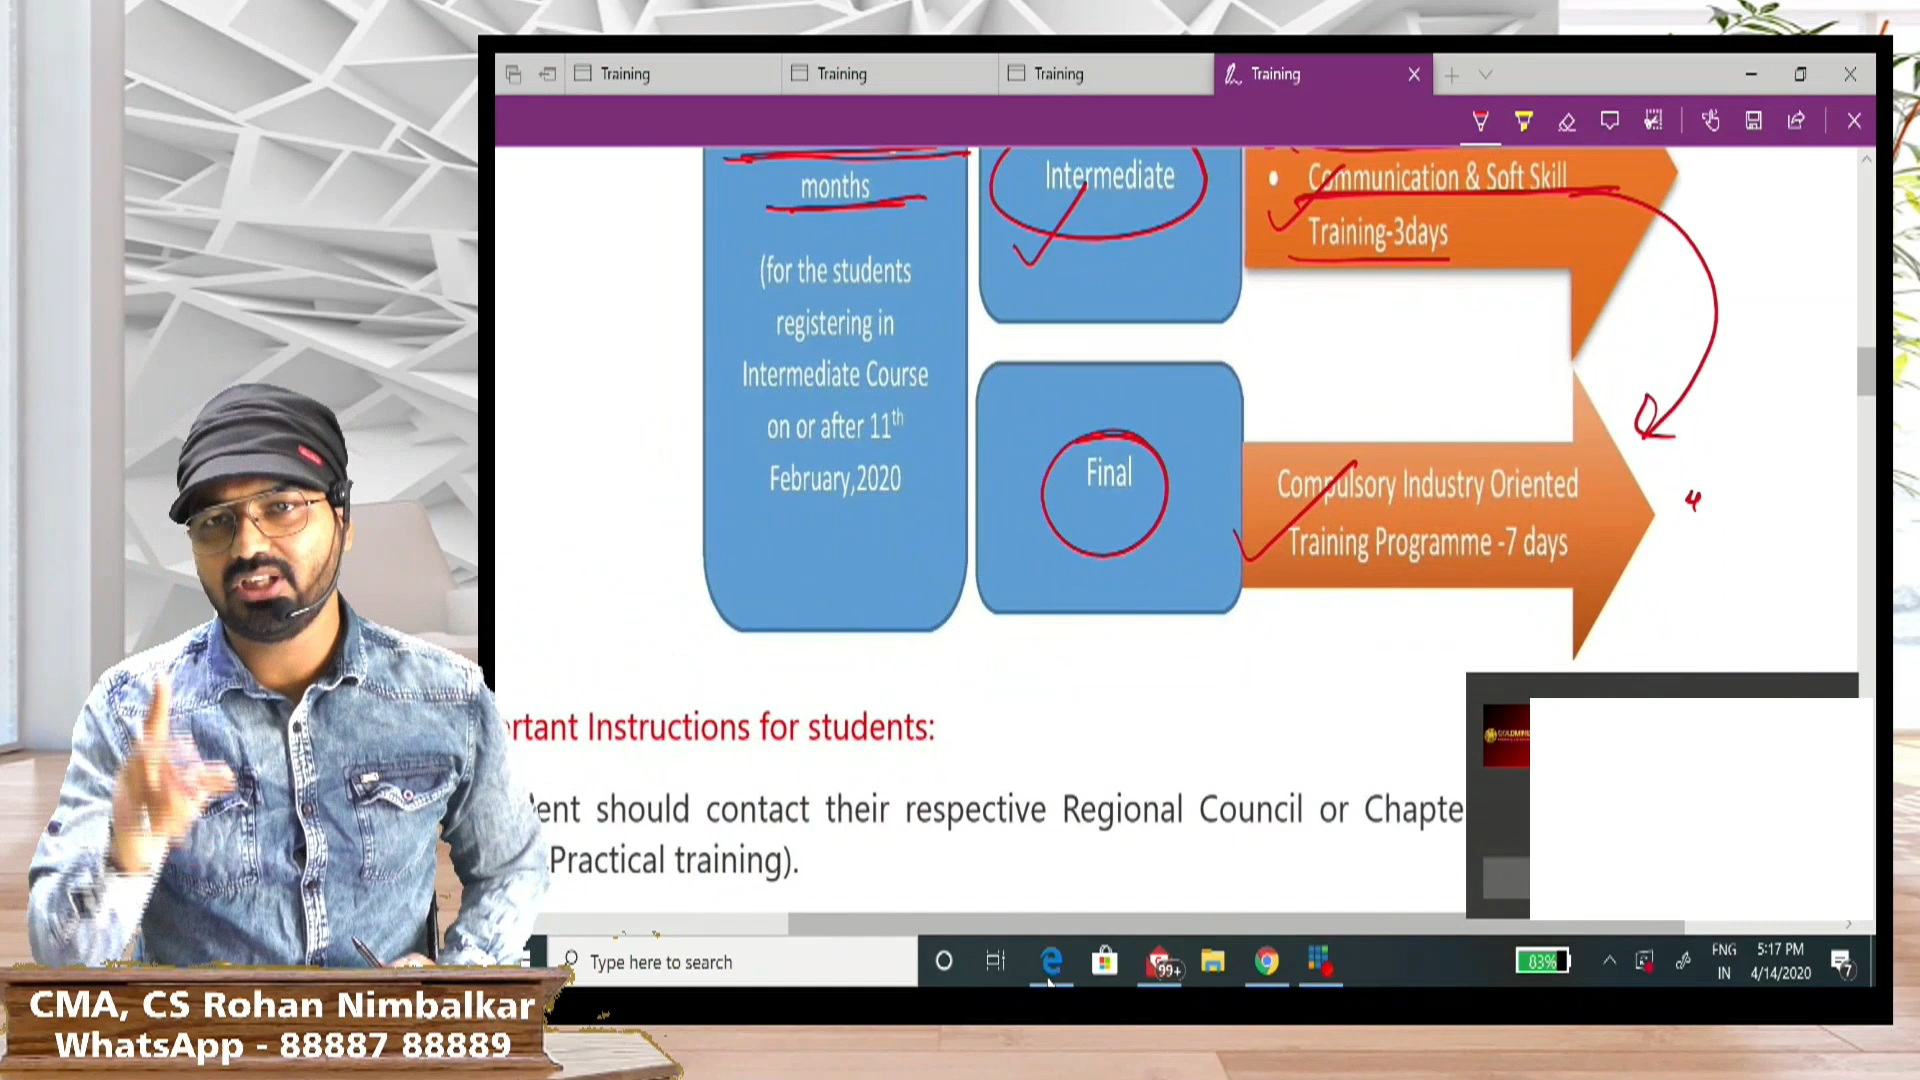 Training
Training
Training
Training
months
(for the students
registering in
Intermediate Course
on or after 11th
February,2020
Intermediate
Communication & Soft Skill
Training-3days
Final
Compulsory Industry Oriented
Training Programme -7 days
4
rtant Instructions for students:
ent should contact their respective Regional Council or Chapte
Practical training).
GOLDMINE
Type here to search
99+
83%
ENG
IN
5:17 PM
4/14/2020
7
CMA, CS Rohan Nimbalkar
WhatsApp - 88887 88889